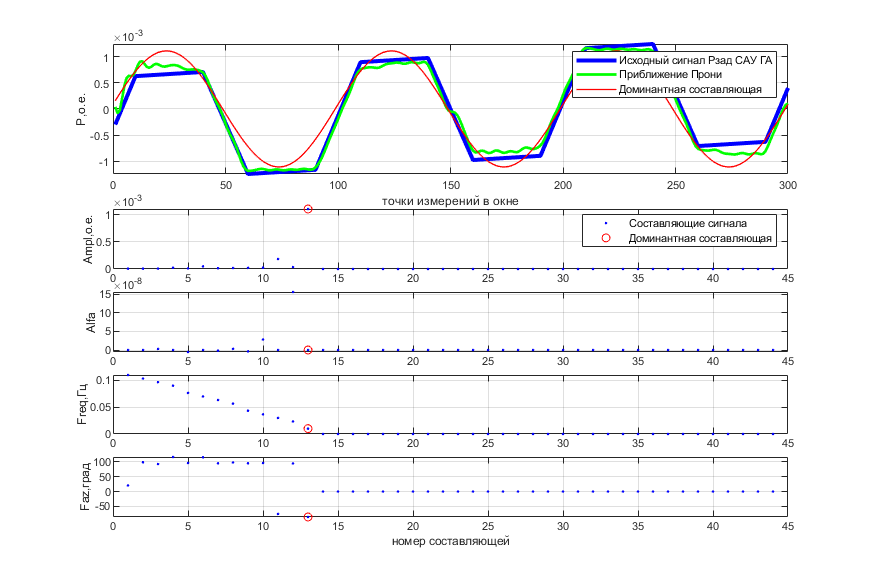 ×10⁻³
1
0.5
0
-0.5
-1
P,о.е.
0 50 100 150 200 250 300
точки измерений в окне
Исходный сигнал Pзад САУ ГА
Приближение Прони
Доминантная составляющая
×10⁻³
1
0.5
0
Ampl,о.е.
0 5 10 15 20 25 30 35 40 45
Составляющие сигнала
Доминантная составляющая
×10⁻⁸
15
10
5
0
Alfa
0 5 10 15 20 25 30 35 40 45
0.1
0.05
0
Freq,Гц
0 5 10 15 20 25 30 35 40 45
100
50
0
-50
Faz,град
0 5 10 15 20 25 30 35 40 45
номер составляющей